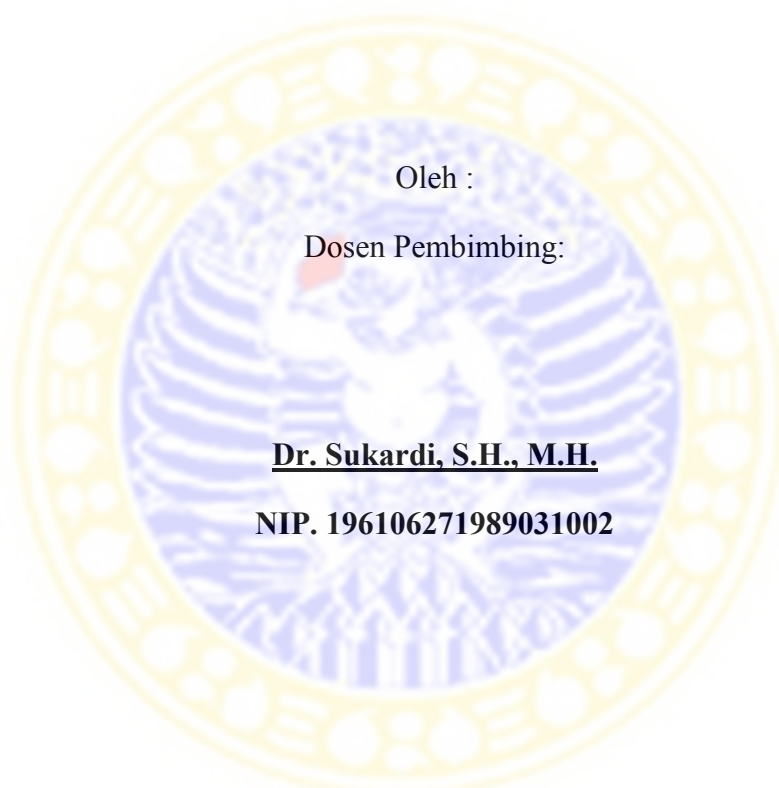 Oleh :
Dosen Pembimbing:
Dr. Sukardi, S.H., M.H.
NIP. 196106271989031002